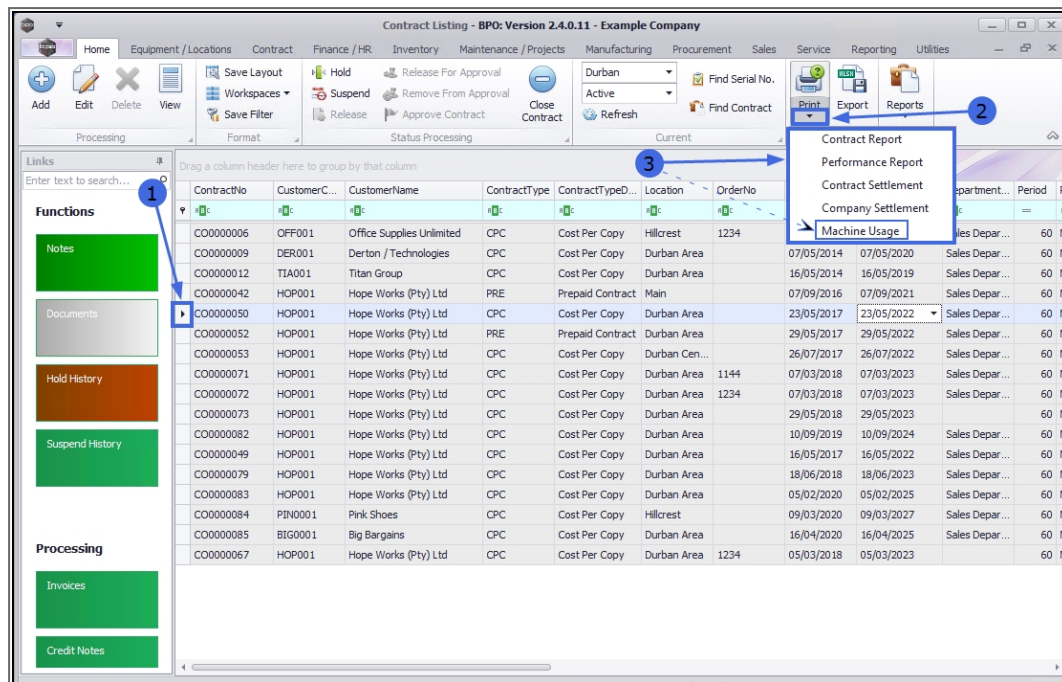 Contract Listing - BPO: Version 2.4.0.11 - Example Company
Home Equipment / Locations Contract Finance / HR Inventory Maintenance / Projects Manufacturing Procurement Sales Service Reporting Utilities
Add Edit Delete View
Processing
Save Layout
Workspaces
Save Filter
Format
Hold Release For Approval
Suspend Remove From Approval
Release Approve Contract
Close Contract
Status Processing
Durban
Active
Refresh
Find Serial No.
Find Contract
Current
Print Export Reports
2
Contract Report
Performance Report
Contract Settlement
Company Settlement
Machine Usage
3
1
Links
Enter text to search...
Functions
Notes
Documents
Hold History
Suspend History
Processing
Invoices
Credit Notes
Drag a column header here to group by that column
ContractNo CustomerC... CustomerName ContractType ContractTypeD... Location OrderNo epartment... Period
CO0000006 OFF001 Office Supplies Unlimited CPC Cost Per Copy Hillcrest 1234 Sales Depar... 60
CO0000009 DER001 Derton / Technologies CPC Cost Per Copy Durban Area 07/05/2014 07/05/2020 Sales Depar... 60
CO0000012 TIA001 Titan Group CPC Cost Per Copy Durban Area 16/05/2014 16/05/2019 Sales Depar... 60
CO0000042 HOP001 Hope Works (Pty) Ltd PRE Prepaid Contract Main 07/09/2016 07/09/2021 Sales Depar... 60
CO0000050 HOP001 Hope Works (Pty) Ltd CPC Cost Per Copy Durban Area 23/05/2017 23/05/2022 Sales Depar... 60
CO0000052 HOP001 Hope Works (Pty) Ltd PRE Prepaid Contract Durban Area 29/05/2017 29/05/2022 Sales Depar... 60
CO0000053 HOP001 Hope Works (Pty) Ltd CPC Cost Per Copy Durban Cen... 26/07/2017 26/07/2022 Sales Depar... 60
CO0000071 HOP001 Hope Works (Pty) Ltd CPC Cost Per Copy Durban Area 1144 07/03/2018 07/03/2023 Sales Depar... 60
CO0000072 HOP001 Hope Works (Pty) Ltd CPC Cost Per Copy Durban Area 1234 07/03/2018 07/03/2023 Sales Depar... 60
CO0000073 HOP001 Hope Works (Pty) Ltd CPC Cost Per Copy Durban Area 29/05/2018 29/05/2023 60
CO0000082 HOP001 Hope Works (Pty) Ltd CPC Cost Per Copy Durban Area 10/09/2019 10/09/2024 Sales Depar... 60
CO0000049 HOP001 Hope Works (Pty) Ltd CPC Cost Per Copy Durban Area 16/05/2017 16/05/2022 Sales Depar... 60
CO0000079 HOP001 Hope Works (Pty) Ltd CPC Cost Per Copy Durban Area 18/06/2018 18/06/2023 Sales Depar... 60
CO0000083 HOP001 Hope Works (Pty) Ltd CPC Cost Per Copy Durban Area 05/02/2020 05/02/2025 Sales Depar... 60
CO0000084 PIN0001 Pink Shoes CPC Cost Per Copy Hillcrest 09/03/2020 09/03/2027 Sales Depar... 60
CO0000085 BIG0001 Big Bargains CPC Cost Per Copy Durban Area 16/04/2020 16/04/2025 Sales Depar... 60
CO0000067 HOP001 Hope Works (Pty) Ltd CPC Cost Per Copy Durban Area 1234 05/03/2018 05/03/2023 60